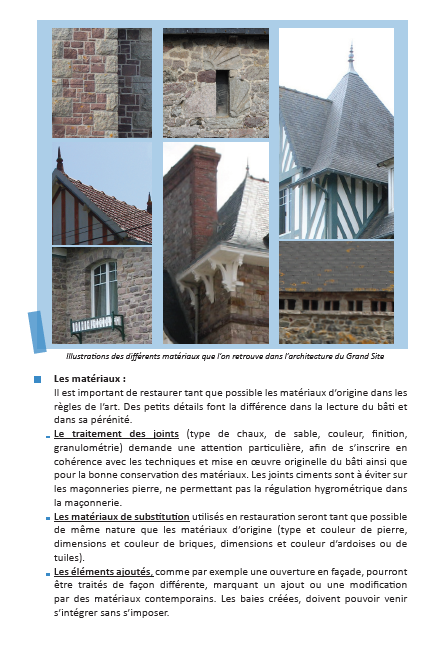 Illustrations des différents matériaux que l'on retrouve dans l'architecture du Grand Site
Les matériaux :
Il est important de restaurer tant que possible les matériaux d'origine dans les
règles de l'art. Des petits détails font la différence dans la lecture du bâti et
dans sa pérénité.
Le traitement des joints (type de chaux, de sable, couleur, finition,
granulométrie) demande une attention particulière, afin de s'inscrire en
cohérence avec les techniques et mise en œuvre originelle du bâti ainsi que
pour la bonne conservation des matériaux. Les joints ciments sont à éviter sur
les maçonneries pierre, ne permettant pas la régulation hygrométrique dans
la maçonnerie.
Les matériaux de substitution utilisés en restauration seront tant que possible
de même nature que les matériaux d'origine (type et couleur de pierre,
dimensions et couleur de briques, dimensions et couleur d'ardoises ou de
tuiles).
Les éléments ajoutés, comme par exemple une ouverture en façade, pourront
être traités de façon différente, marquant un ajout ou une modification
par des matériaux contemporains. Les baies créées, doivent pouvoir venir
s'intégrer sans s'imposer.